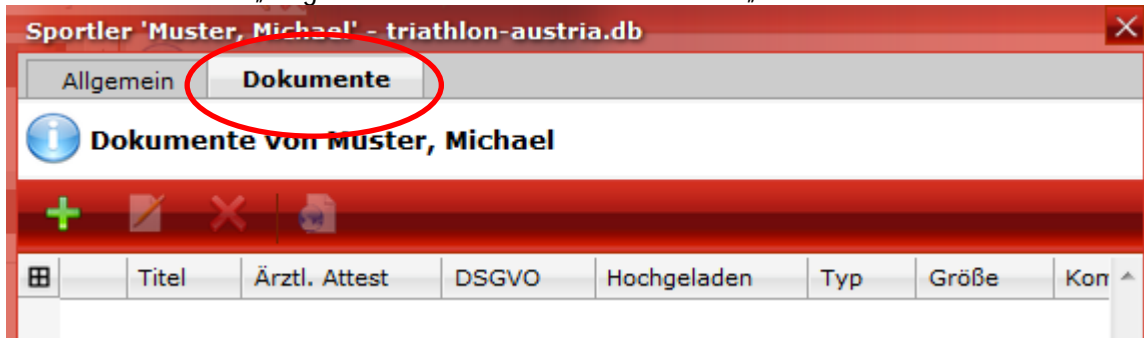 Sportler 'Muster, Michael' - triathlon-austria.db
Allgemein Dokumente
Dokumente von Muster, Michael
Titel Ärztl. Attest DSGVO Hochgeladen Typ Größe Kom